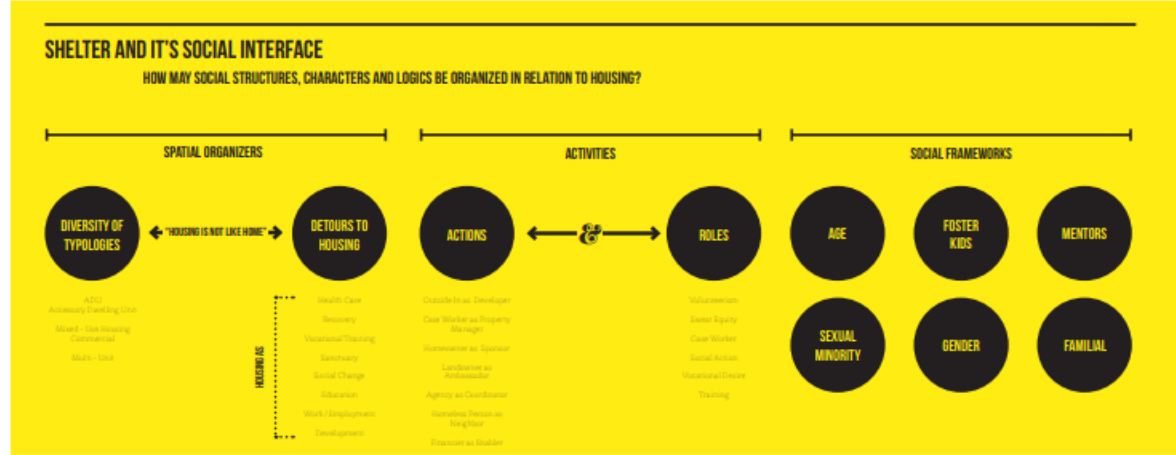 SHELTER AND IT'S SOCIAL INTERFACE
HOW MAY SOCIAL STRUCTURES, CHARACTERS AND LOGICS BE ORGANIZED IN RELATION TO HOUSING?
SPATIAL ORGANIZERS
DIVERSITY OF
TYPOLOGIES
"HOUSING IS NOT LIKE HOME"
DETOURS TO
HOUSING
ADU
Accessory Dwelling Unit
Mixed - Use Housing
Commercial
Multi - Unit
HOUSING AS
Health Care
Recovery
Vocational Training
Sanctuary
Social Change
Education
Work / Employment
Development
ACTIVITIES
ACTIONS
&
ROLES
Outside In as Developer
Case Worker as Property
Manager
Homeowner as Sponsor
Landowner as
Ambassador
Agency as Coordinator
Homeless Person as
Neighbor
Financer as Enabler
Volunteerism
Sweat Equity
Case Worker
Social Action
Vocational Desire
Training
SOCIAL FRAMEWORKS
AGE
FOSTER
KIDS
MENTORS
SEXUAL
MINORITY
GENDER
FAMILIAL